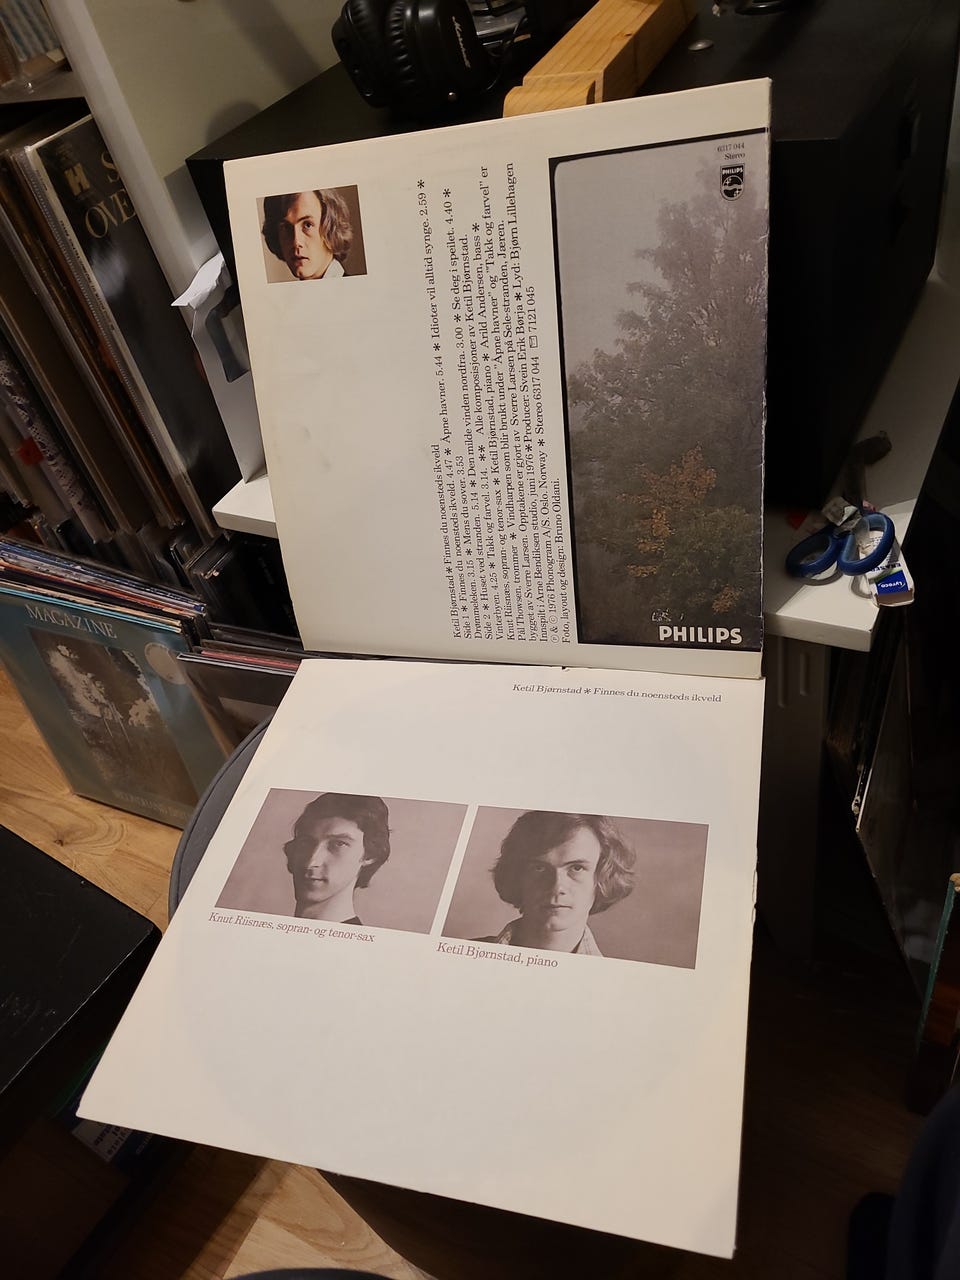 Marshall
6317 044
Stereo
PHILIPS
Ketil Bjørnstad * Finnes du noensteds ikveld
Side 1 * Finnes du noensteds ikveld. 4.47 * Åpne havner. 5.44 * Idioter vil alltid synge. 2.59 *
Drømmeleken. 3.15 * Mens du sover. 3.53
Side 2 * Huset ved stranden. 5.14 * Den milde vinden nordfra. 3.00 * Se deg i speilet. 4.40 *
Vinterbyen. 4.25 * Takk og farvel. 3.14. ** Alle komposisjoner av Ketil Bjørnstad.
Knut Riisnæs, sopran- og tenor-sax * Ketil Bjørnstad, piano * Arild Andersen, bass *
Pål Thowsen, trommer * Vindharpen som blir brukt under "Åpne havner" og "Takk og farvel" er
bygget av Sverre Larsen. Opptakene er gjort av Sverre Larsen på Sele-stranden, Jæren.
Innspilt i Arne Bendiksen studio, juni 1976 * Producer: Svein Erik Børja * Lyd: Bjørn Lillehagen
℗ & © 1976 Phonogram A/S. Oslo. Norway * Stereo 6317 044 7121 045
Foto, layout og design: Bruno Oldani.
PHILIPS
MAGAZINE
OVE
Lyreco
Ketil Bjørnstad * Finnes du noensteds ikveld
Knut Riisnæs, sopran- og tenor-sax
Ketil Bjørnstad, piano